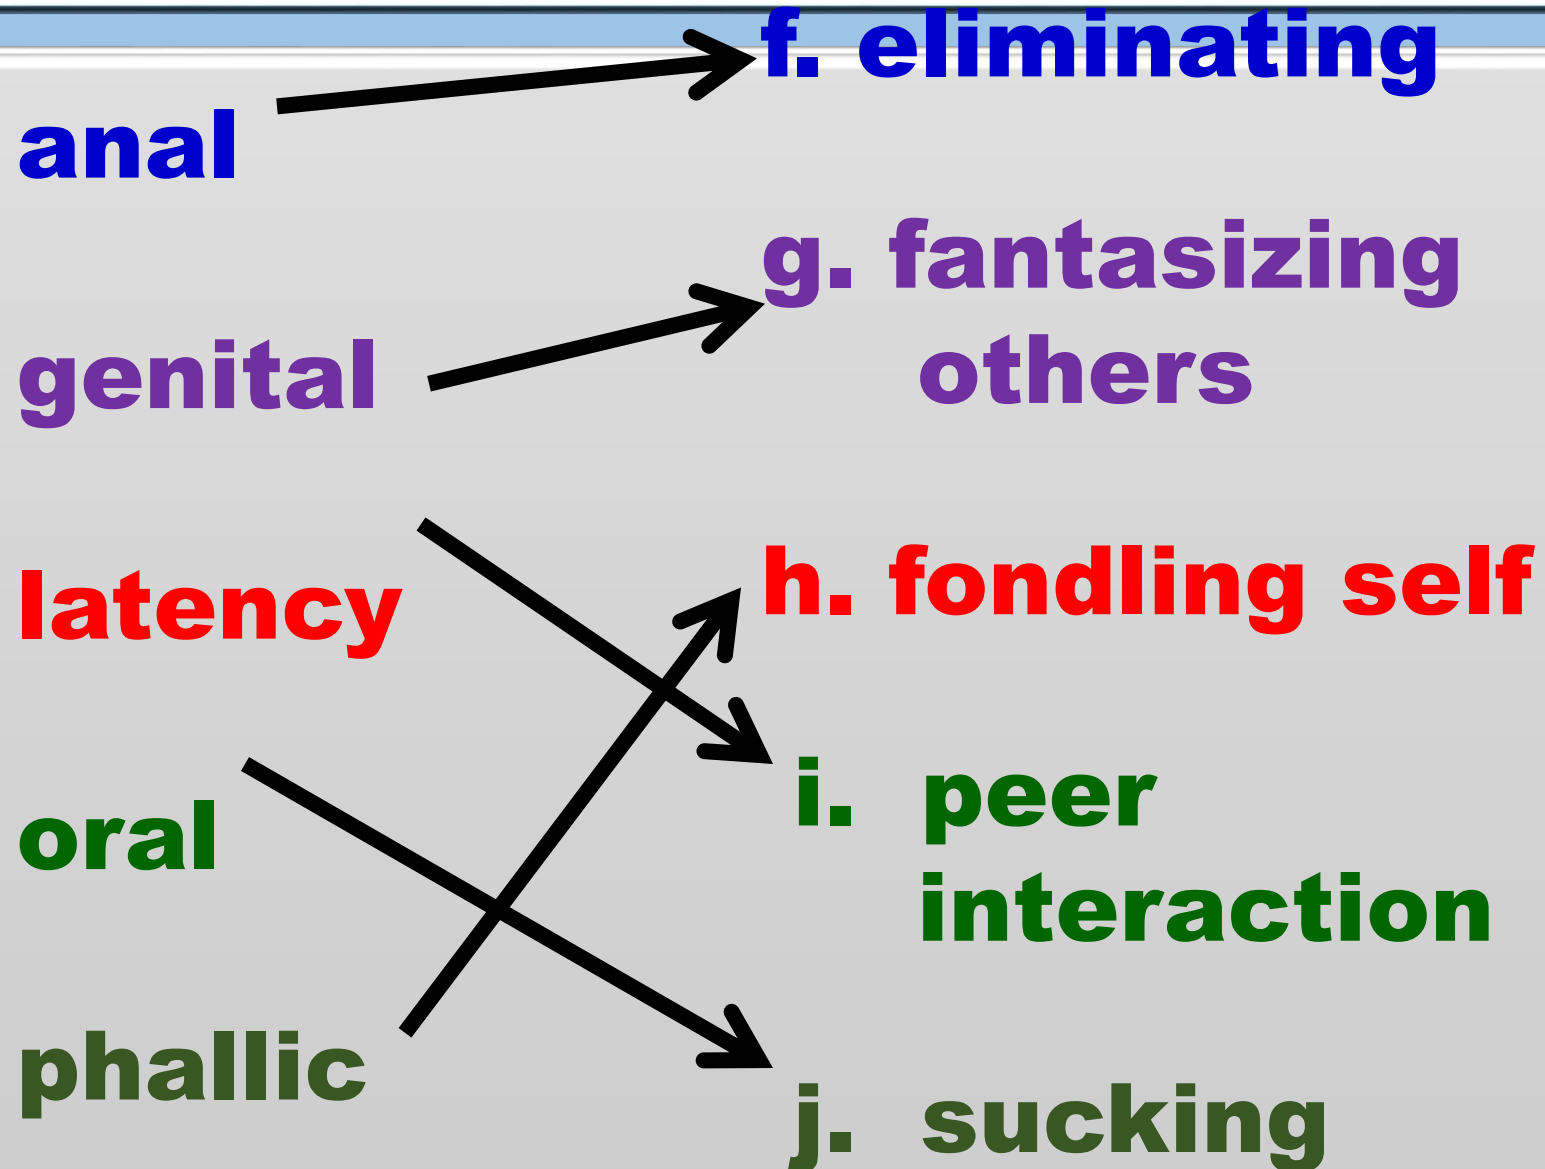 f. eliminating
anal
g. fantasizing
others
genital
h. fondling self
latency
i. peer
interaction
oral
phallic
j. sucking